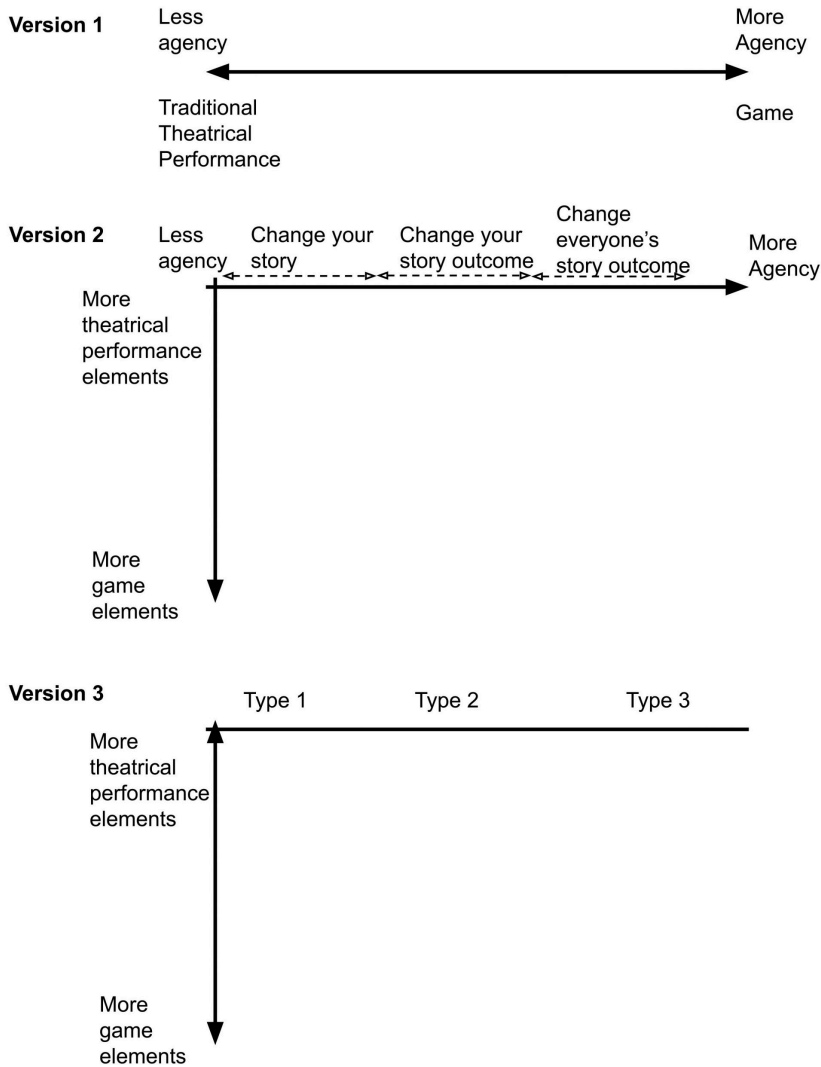 Version 1
Less
agency
More
Agency
Traditional
Theatrical
Performance
Game
Version 2
Less
agency
Change your
story
Change your
story outcome
Change
everyone’s
story outcome
More
Agency
More
theatrical
performance
elements
More
game
elements
Version 3
Type 1
Type 2
Type 3
More
theatrical
performance
elements
More
game
elements